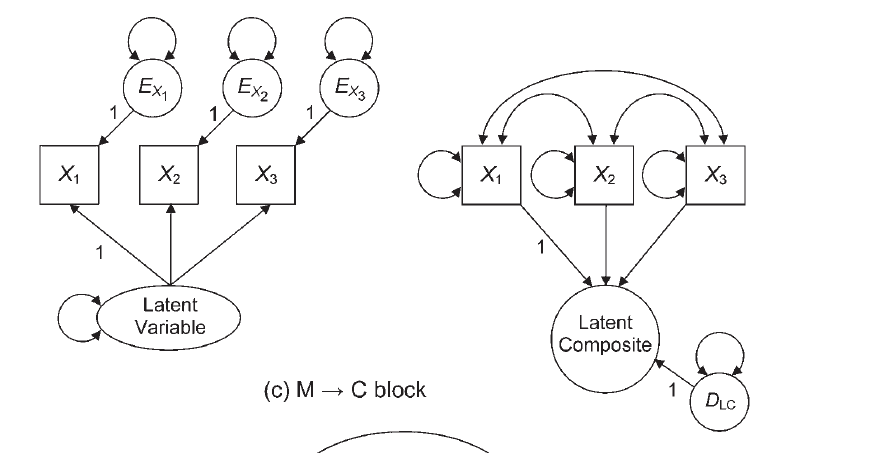 E_X₁ E_X₂ E_X₃
1 1 1
X₁ X₂ X₃ X₁ X₂ X₃
1 1
Latent
Variable
Latent
Composite
(c) M → C block
1 D_LC